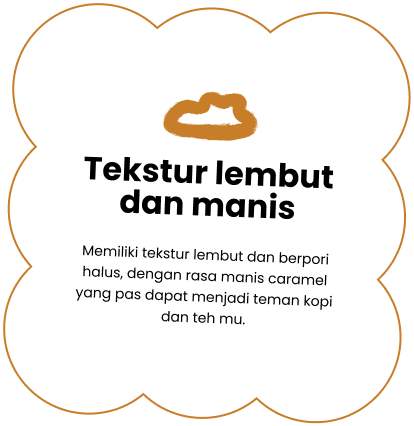 Tekstur lembut
dan manis
Memiliki tekstur lembut dan berpori
halus, dengan rasa manis caramel
yang pas dapat menjadi teman kopi
dan teh mu.